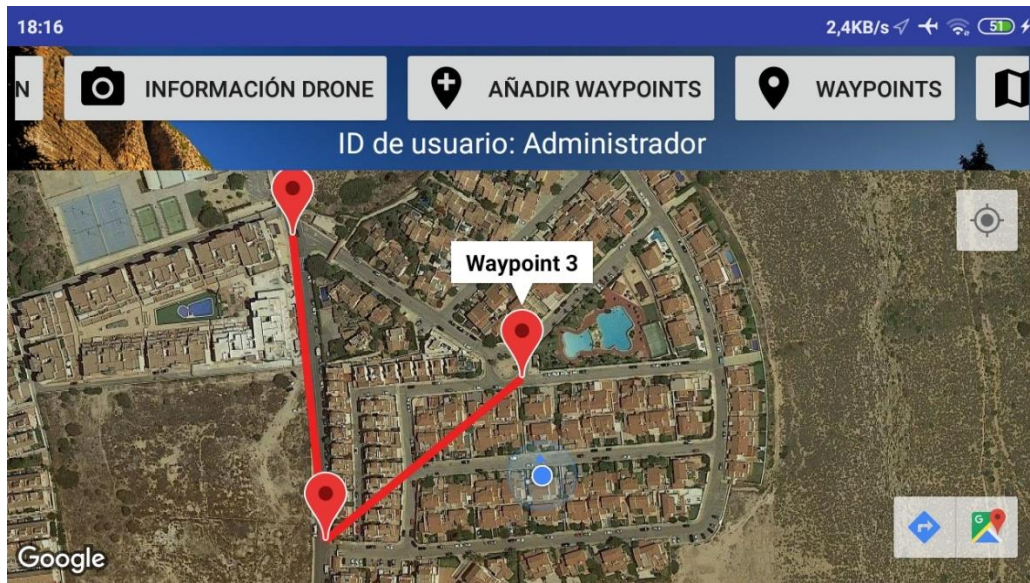 18:16
2,4KB/s 51
N INFORMACIÓN DRONE AÑADIR WAYPOINTS WAYPOINTS
ID de usuario: Administrador
Waypoint 3
Google